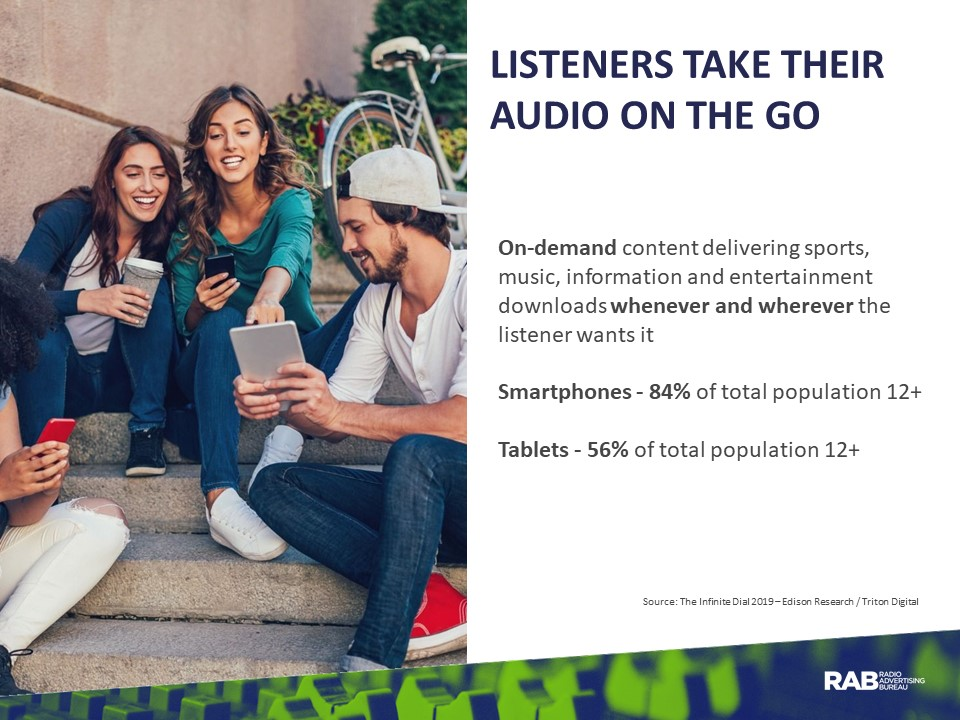 LISTENERS TAKE THEIR
AUDIO ON THE GO
On-demand content delivering sports,
music, information and entertainment
downloads whenever and wherever the
listener wants it
Smartphones - 84% of total population 12+
Tablets - 56% of total population 12+
Source: The Infinite Dial 2019 – Edison Research / Triton Digital
RAB RADIO
ADVERTISING
BUREAU